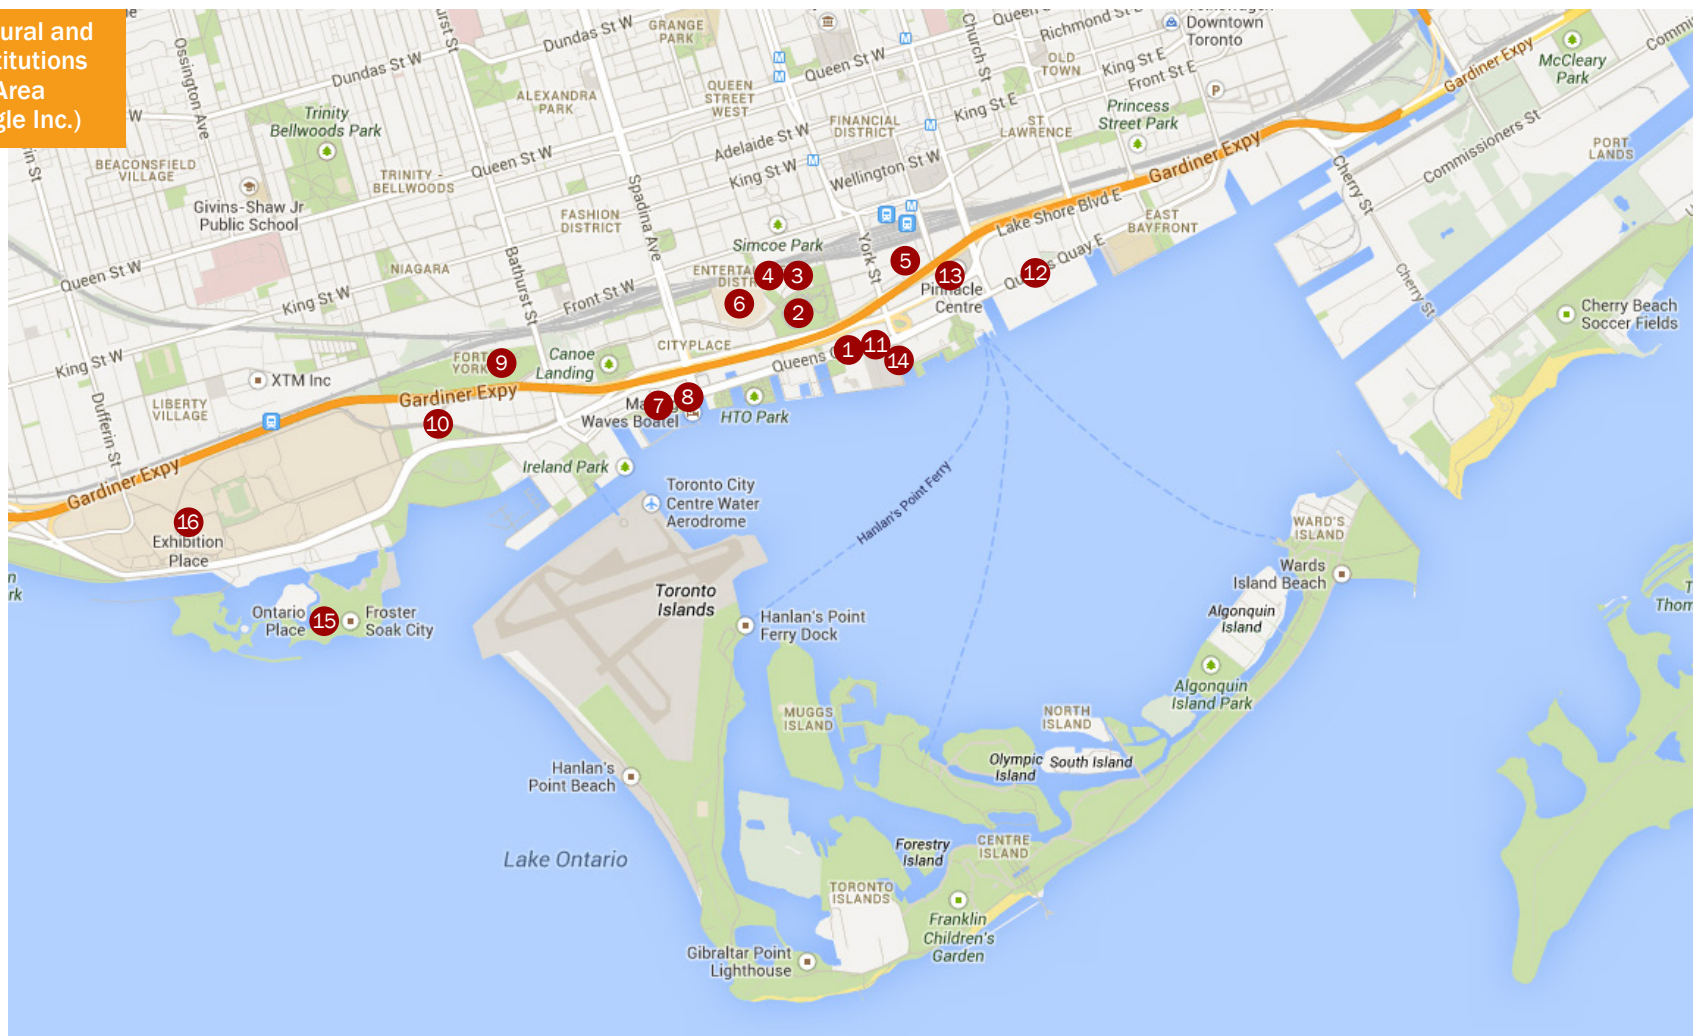 ural and
titutions
Area
gle Inc.)
Ossington Ave
Dundas St W
Dundas St W
GRANGE
PARK
Church St
Richmond St E
Downtown
Toronto
McCleary
Park
Gardiner Expy
OLD
TOWN
King St E
Front St E
Queen St W
QUEEN
STREET
WEST
ALEXANDRA
PARK
Trinity
Bellwoods Park
P
King St E
Princess
Street Park
FINANCIAL
DISTRICT
ST.
LAWRENCE
Adelaide St W
Commissioners St
PORT
LANDS
BEACONSFIELD
VILLAGE
TRINITY -
BELLWOODS
Queen St W
King St W
Wellington St W
Gardiner Expy
Cherry St
Givins-Shaw Jr
Public School
Spadina Ave
FASHION
DISTRICT
Lake Shore Blvd E
EAST
BAYFRONT
Simcoe Park
York St
Queen St W
NIAGARA
Bathurst St
King St W
Front St W
4
3
5
13
12
6
2
Pinnacle
Centre
Cherry St
Cherry Beach
Soccer Fields
CITYPLACE
1
11
14
King St W
9
Canoe
Landing
XTM Inc
LIBERTY
VILLAGE
Gardiner Expy
Dufferin St
10
7
8
Waves Boatel
HTO Park
Ireland Park
Gardiner Expy
Toronto City
Centre Water
Aerodrome
Hanlan's Point Ferry
16
Exhibition
Place
WARD'S
ISLAND
Wards
Island Beach
Toronto
Islands
Ontario
Place
15
Froster
Soak City
Hanlan's Point
Ferry Dock
Algonquin
Island
Algonquin
Island Park
MUGGS
ISLAND
NORTH
ISLAND
Olympic
Island
South Island
Hanlan's
Point Beach
Lake Ontario
Forestry
Island
CENTRE
ISLAND
TORONTO
ISLANDS
Franklin
Children's
Garden
Gibraltar Point
Lighthouse